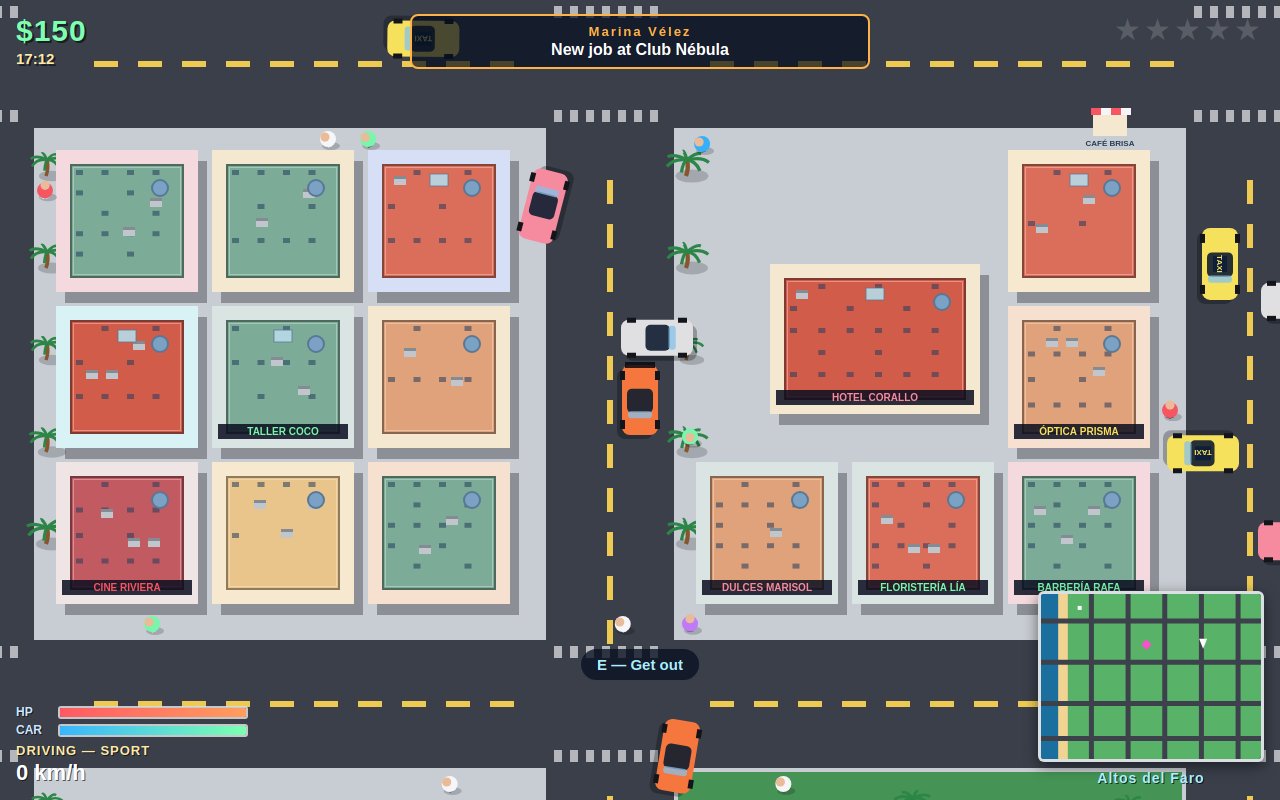 $150
17:12
Marina Vélez
New job at Club Nébula
TAXI
CAFÉ BRISA
TAXI
HOTEL CORALLO
TALLER COCO
ÓPTICA PRISMA
TAXI
CINE RIVIERA
DULCES MARISOL
FLORISTERÍA LÍA
BARBERÍA RAFA
E — Get out
HP
CAR
DRIVING — SPORT
0 km/h
Altos del Faro